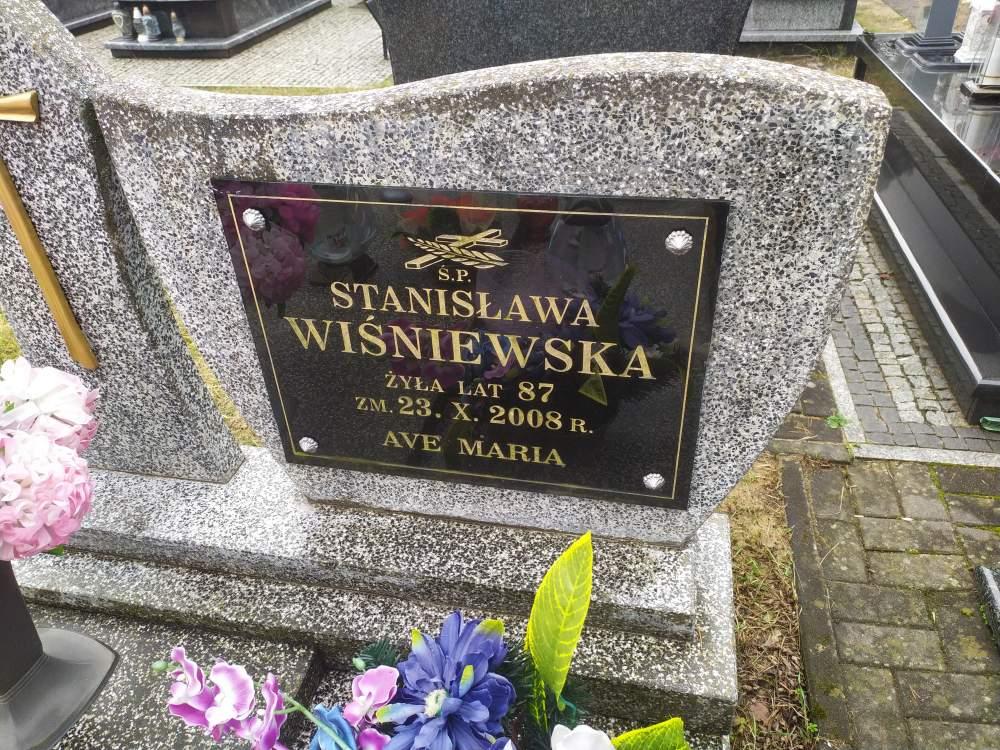 Ś.P.
STANISŁAWA
WIŚNIEWSKA
ŻYŁA LAT 87
ZM. 23. X. 2008 R.
AVE MARIA